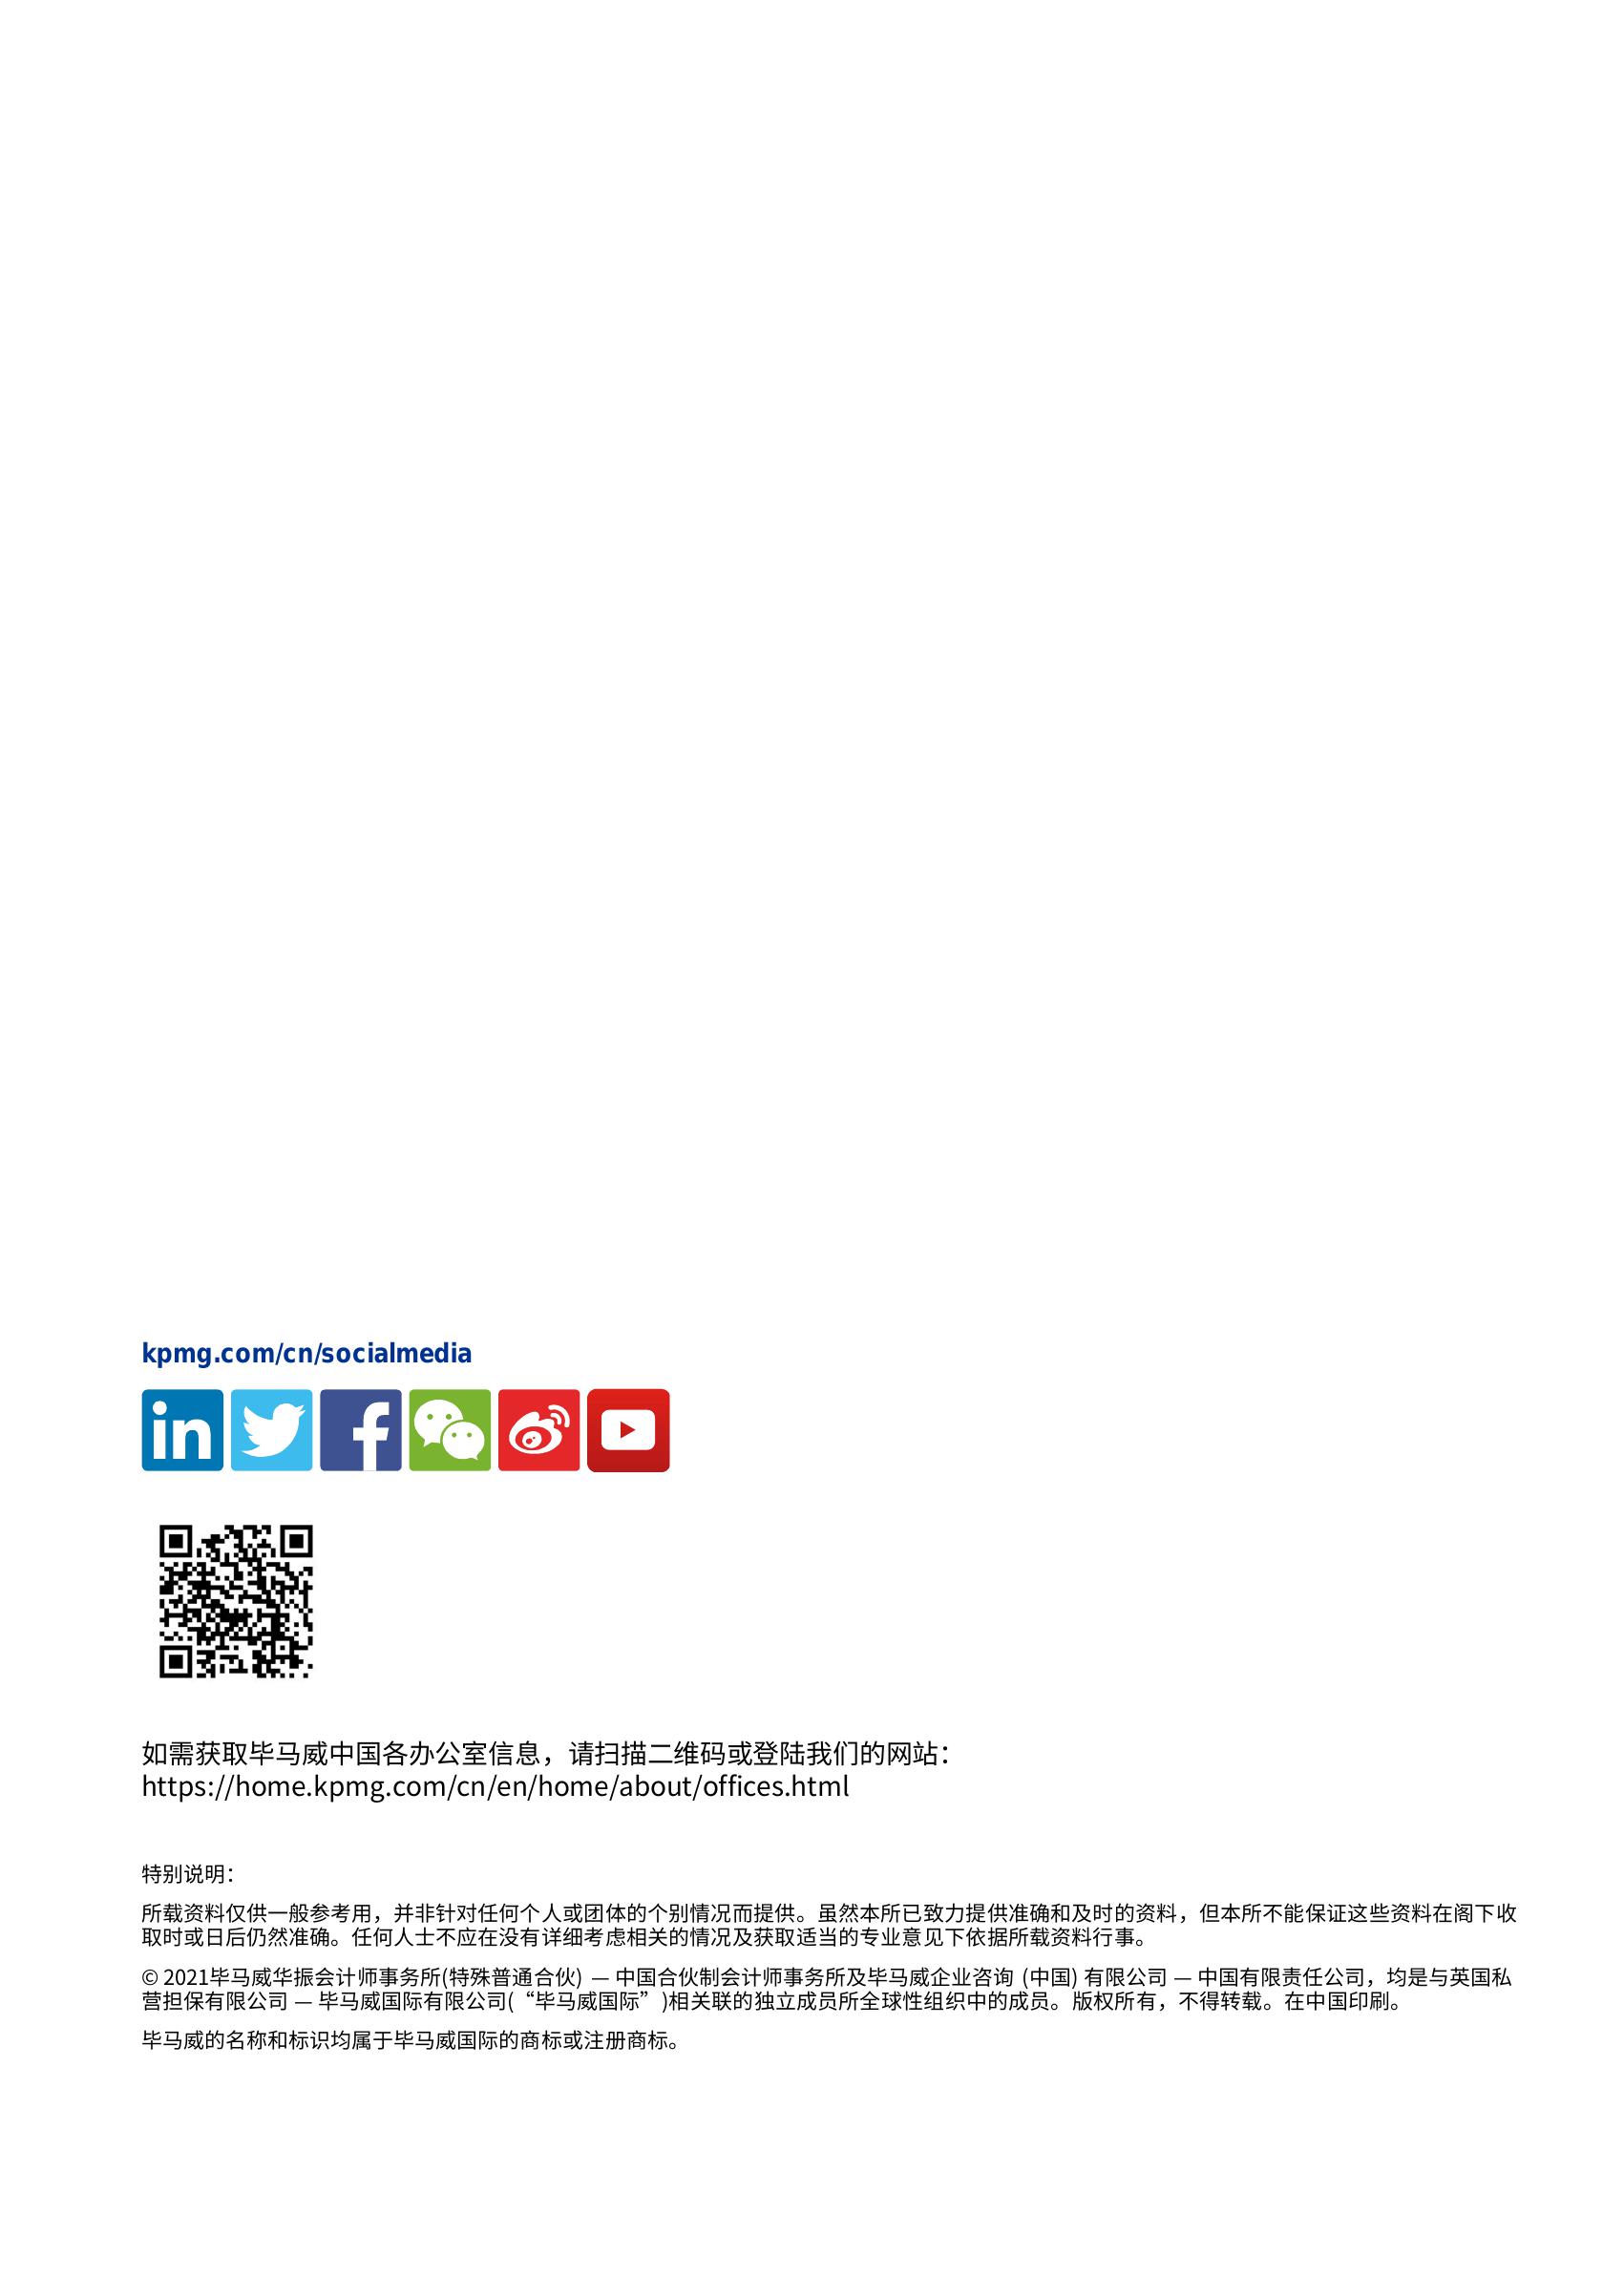 kpmg.com/cn/socialmedia
in
如需获取毕马威中国各办公室信息，请扫描二维码或登陆我们的网站：
https://home.kpmg.com/cn/en/home/about/offices.html
特别说明：
所载资料仅供一般参考用，并非针对任何个人或团体的个别情况而提供。虽然本所已致力提供准确和及时的资料，但本所不能保证这些资料在阁下收
取时或日后仍然准确。任何人士不应在没有详细考虑相关的情况及获取适当的专业意见下依据所载资料行事。
© 2021毕马威华振会计师事务所(特殊普通合伙) — 中国合伙制会计师事务所及毕马威企业咨询 (中国) 有限公司 — 中国有限责任公司，均是与英国私
营担保有限公司 — 毕马威国际有限公司(“毕马威国际”)相关联的独立成员所全球性组织中的成员。版权所有，不得转载。在中国印刷。
毕马威的名称和标识均属于毕马威国际的商标或注册商标。